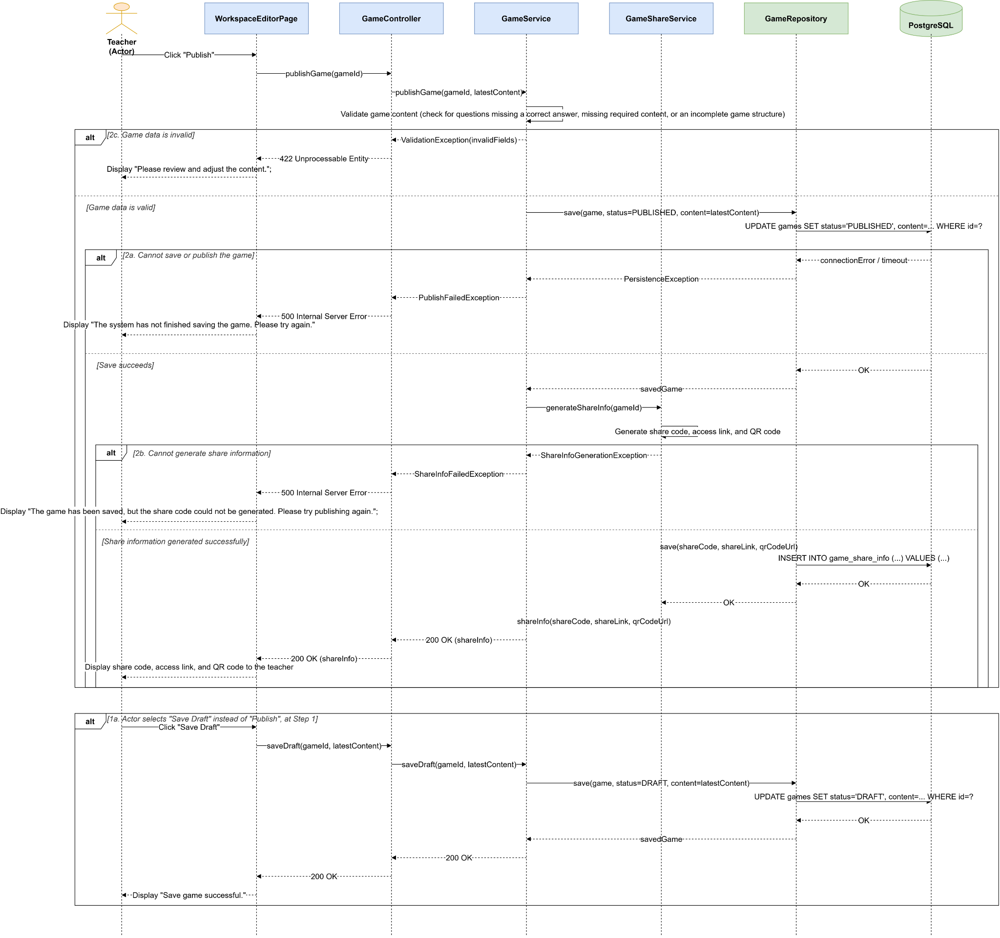 Teacher
(Actor)
WorkspaceEditorPage
GameController
GameService
GameShareService
GameRepository
PostgreSQL
Click "Publish"
publishGame(gameId)
publishGame(gameId, latestContent)
Validate game content (check for questions missing a correct answer, missing required content, or an incomplete game structure)
alt
[2c. Game data is invalid]
ValidationException(invalidFields)
422 Unprocessable Entity
Display "Please review and adjust the content.";
[Game data is valid]
save(game, status=PUBLISHED, content=latestContent)
UPDATE games SET status='PUBLISHED', content=... WHERE id=?
alt
[2a. Cannot save or publish the game]
connectionError / timeout
PersistenceException
PublishFailedException
500 Internal Server Error
Display "The system has not finished saving the game. Please try again."
[Save succeeds]
OK
savedGame
generateShareInfo(gameId)
Generate share code, access link, and QR code
alt
[2b. Cannot generate share information]
ShareInfoGenerationException
ShareInfoFailedException
500 Internal Server Error
Display "The game has been saved, but the share code could not be generated. Please try publishing again.";
[Share information generated successfully]
save(shareCode, shareLink, qrCodeUrl)
INSERT INTO game_share_info (...) VALUES (...)
OK
OK
shareInfo(shareCode, shareLink, qrCodeUrl)
200 OK (shareInfo)
200 OK (shareInfo)
Display share code, access link, and QR code to the teacher
alt
[1a. Actor selects "Save Draft" instead of "Publish", at Step 1]
Click "Save Draft"
saveDraft(gameId, latestContent)
saveDraft(gameId, latestContent)
save(game, status=DRAFT, content=latestContent)
UPDATE games SET status='DRAFT', content=... WHERE id=?
OK
savedGame
200 OK
200 OK
Display "Save game successful."